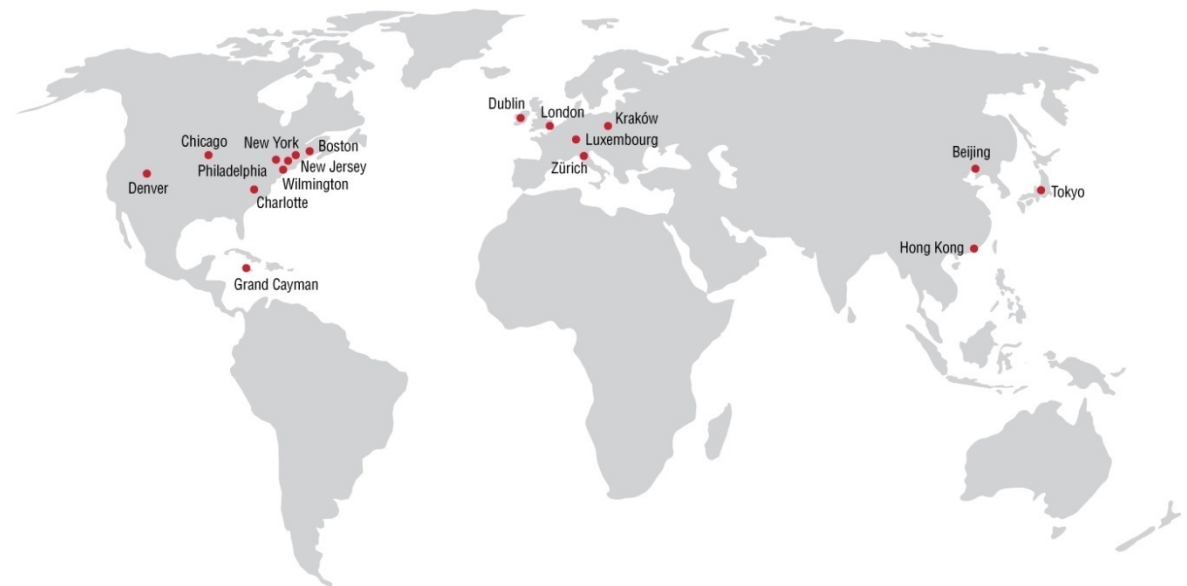 Dublin
London
Kraków
Luxembourg
Zürich
Chicago
New York
Boston
Philadelphia
New Jersey
Wilmington
Denver
Charlotte
Grand Cayman
Beijing
Tokyo
Hong Kong